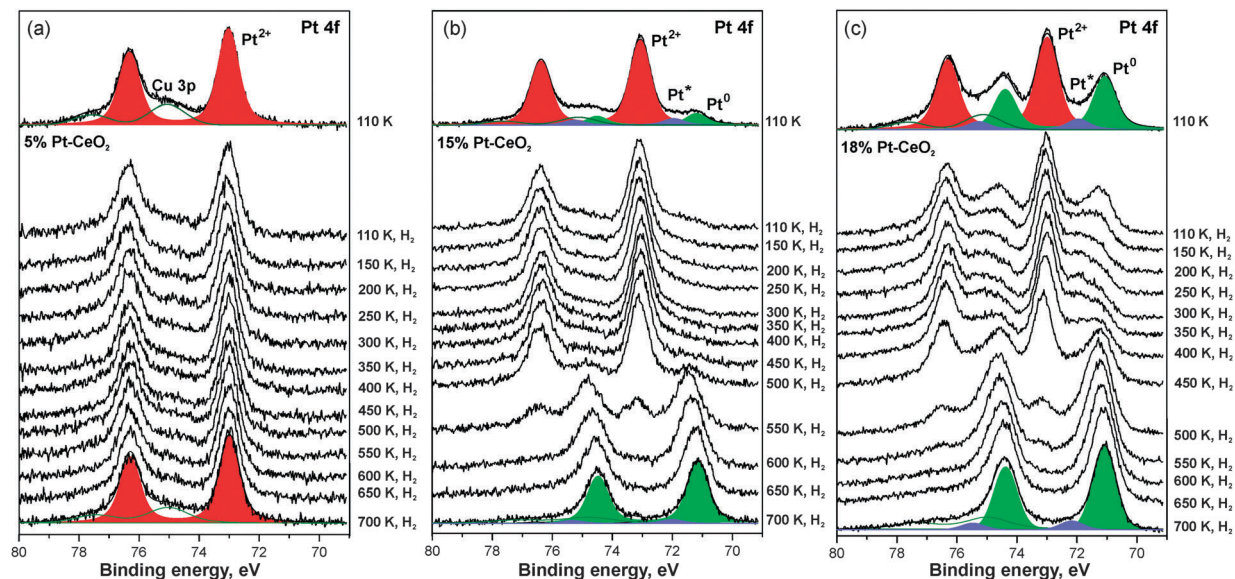 (a)
Pt 4f
Pt²⁺
Cu 3p
110 K
5% Pt-CeO₂
110 K, H₂
150 K, H₂
200 K, H₂
250 K, H₂
300 K, H₂
350 K, H₂
400 K, H₂
450 K, H₂
500 K, H₂
550 K, H₂
600 K, H₂
650 K, H₂
700 K, H₂
80 78 76 74 72 70
Binding energy, eV
(b)
Pt 4f
Pt²⁺
Pt*
Pt⁰
110 K
15% Pt-CeO₂
110 K, H₂
150 K, H₂
200 K, H₂
250 K, H₂
300 K, H₂
350 K, H₂
400 K, H₂
450 K, H₂
500 K, H₂
550 K, H₂
600 K, H₂
650 K, H₂
700 K, H₂
80 78 76 74 72 70
Binding energy, eV
(c)
Pt 4f
Pt²⁺
Pt*
Pt⁰
110 K
18% Pt-CeO₂
110 K, H₂
150 K, H₂
200 K, H₂
250 K, H₂
300 K, H₂
350 K, H₂
400 K, H₂
450 K, H₂
500 K, H₂
550 K, H₂
600 K, H₂
650 K, H₂
700 K, H₂
80 78 76 74 72 70
Binding energy, eV